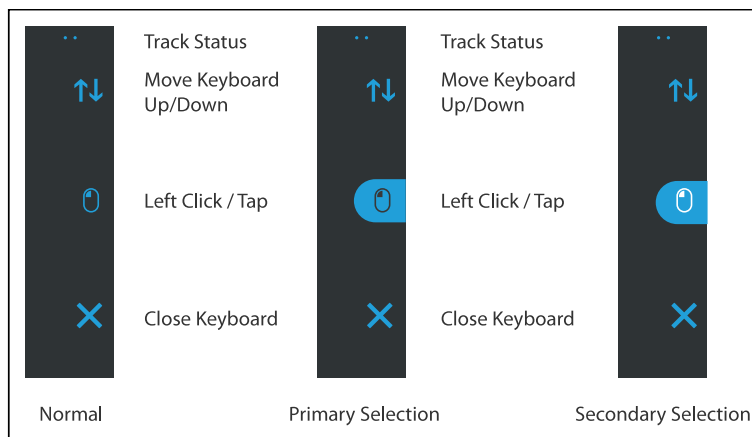 Track Status
Track Status
Move Keyboard
Up/Down
Move Keyboard
Up/Down
Left Click / Tap
Left Click / Tap
Close Keyboard
Close Keyboard
Normal
Primary Selection
Secondary Selection